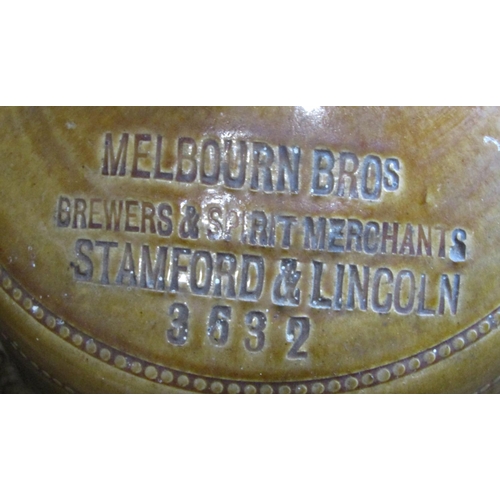 MELBOURN BROS
BREWERS & SPIRIT MERCHANTS
STAMFORD & LINCOLN
3632